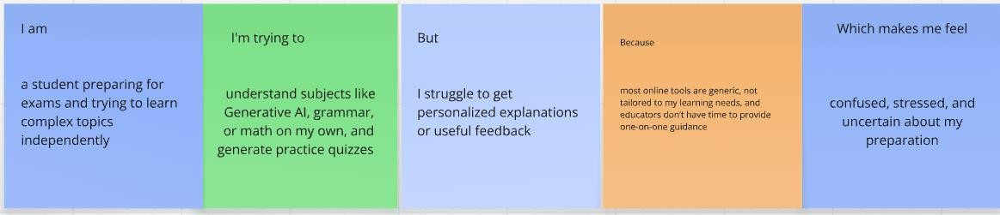 I am
a student preparing for
exams and trying to learn
complex topics
independently
I'm trying to
understand subjects like
Generative AI, grammar,
or math on my own, and
generate practice quizzes
But
I struggle to get
personalized explanations
or useful feedback
Because
most online tools are generic, not
tailored to my learning needs, and
educators don't have time to provide
one-on-one guidance
Which makes me feel
confused, stressed, and
uncertain about my
preparation